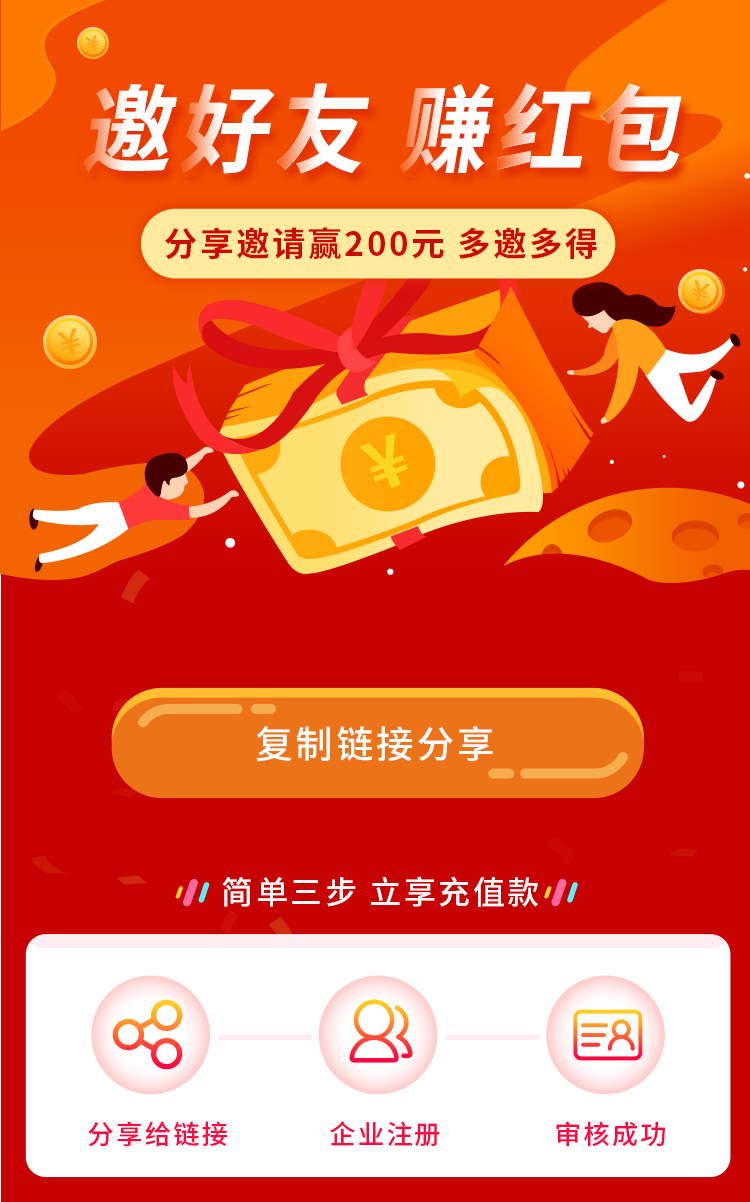 邀好友 赚红包
分享邀请赢200元 多邀多得
¥
¥
¥
¥
复制链接分享
简单三步 立享充值款
分享给链接 企业注册 审核成功